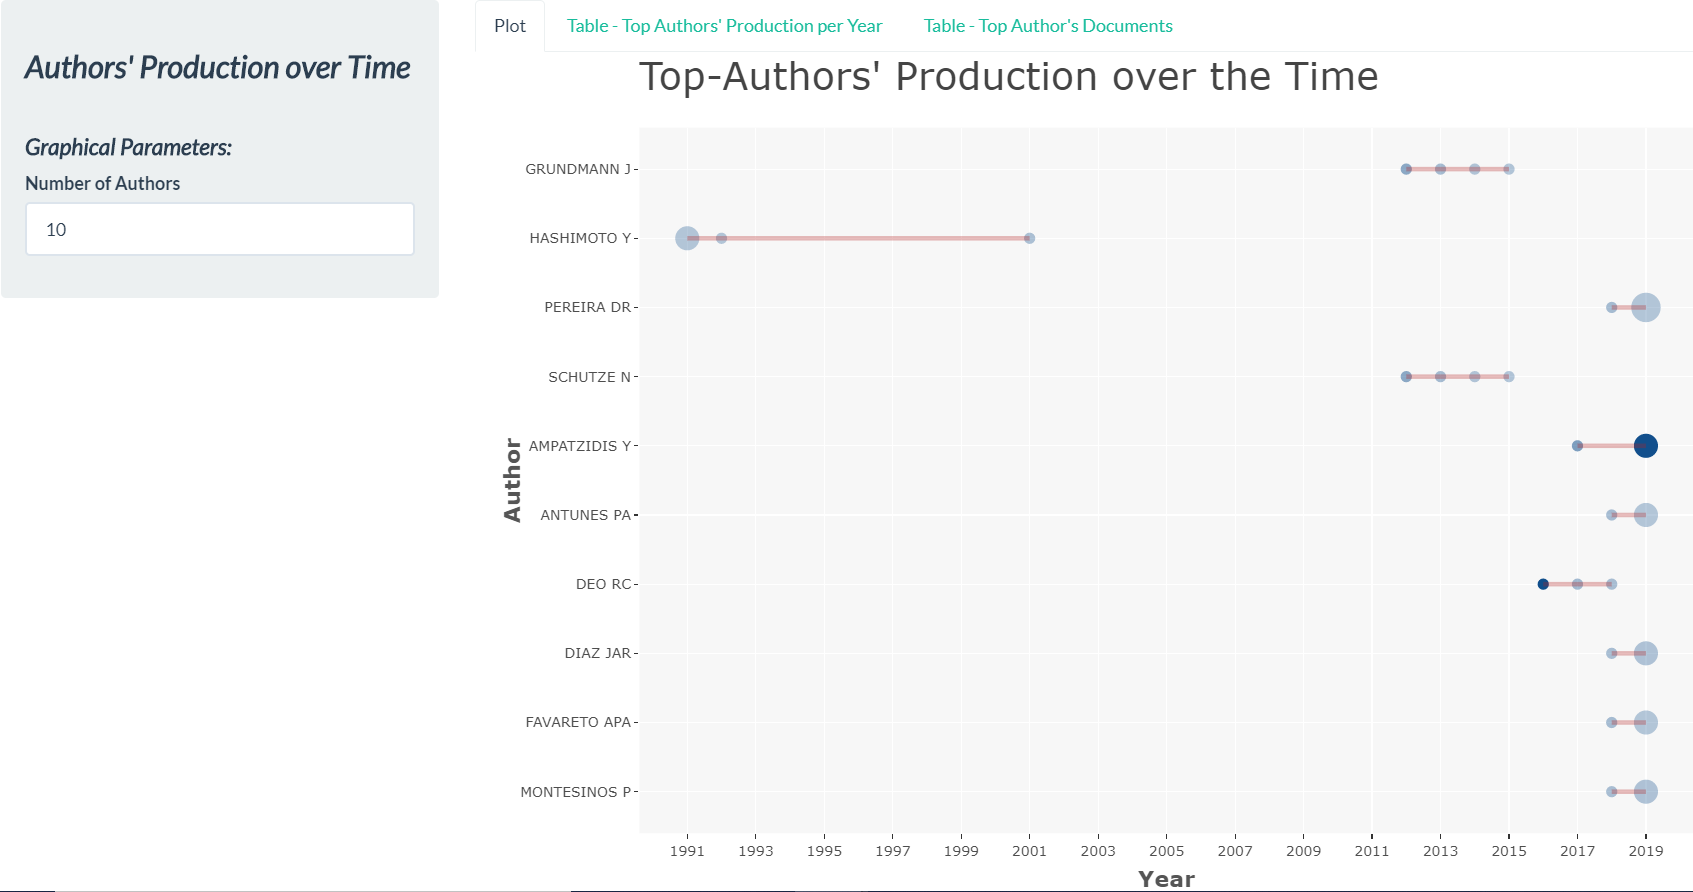 Authors' Production over Time
Graphical Parameters:
Number of Authors
10
Plot
Table - Top Authors' Production per Year
Table - Top Author's Documents
Top-Authors' Production over the Time
Author
GRUNDMANN J
HASHIMOTO Y
PEREIRA DR
SCHUTZE N
AMPATZIDIS Y
ANTUNES PA
DEO RC
DIAZ JAR
FAVARETO APA
MONTESINOS P
1991 1993 1995 1997 1999 2001 2003 2005 2007 2009 2011 2013 2015 2017 2019
Year